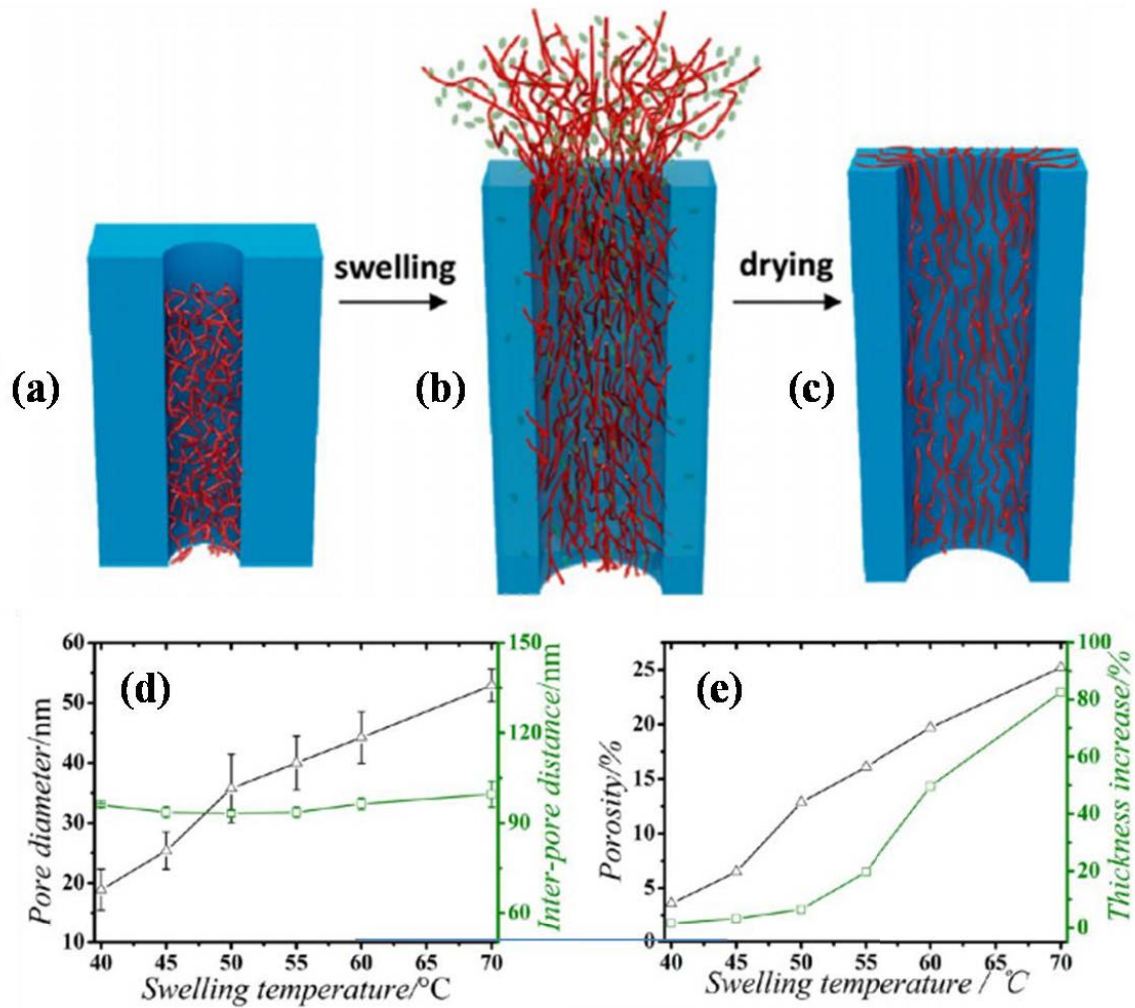 swelling
drying
(a)
(b)
(c)
(d)
60
50
40
30
20
10
Pore diameter/nm
150
120
90
60
Inter-pore distance/nm
40 45 50 55 60 65 70
Swelling temperature/°C
(e)
25
20
15
10
5
0
Porosity/%
100
80
60
40
20
0
Thickness increase/%
40 45 50 55 60 65 70
Swelling temperature / °C